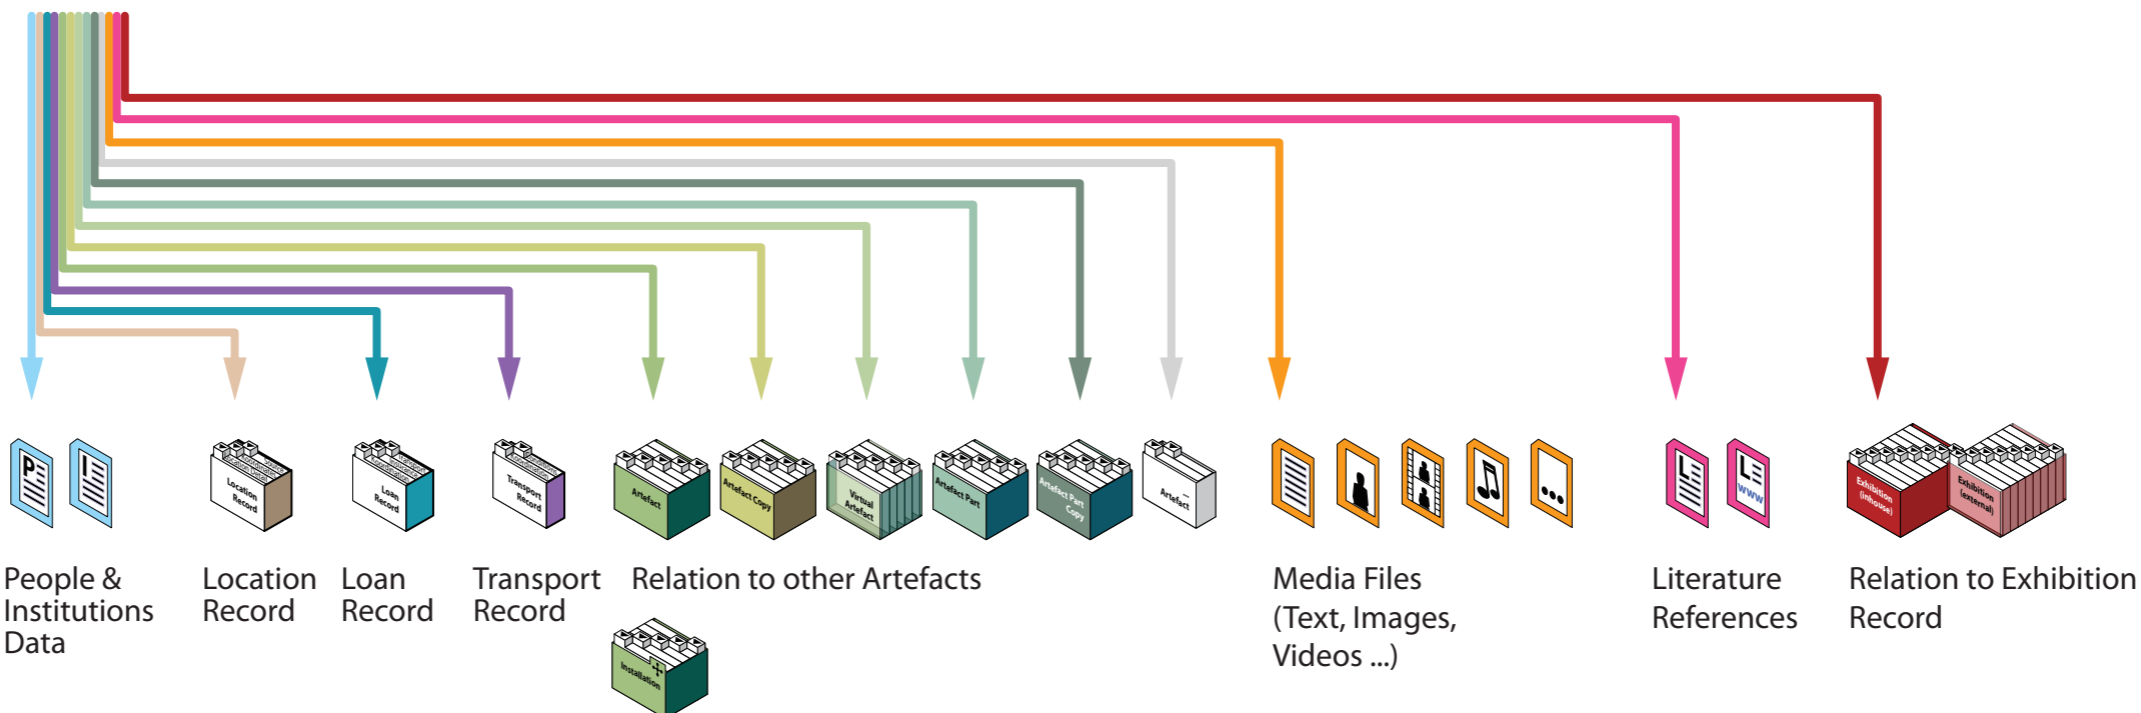 P
I
Location
Record
Loan
Record
Transport
Record
Artefact
Artefact Copy
Virtual
Artefact
Artefact Part
Artefact Part
Copy
...
Artefact
...
L
L
WWW
Exhibition
(inhouse)
Exhibition
(external)
People &
Institutions
Data
Location
Record
Loan
Record
Transport
Record
Relation to other Artefacts
Media Files
(Text, Images,
Videos ...)
Literature
References
Relation to Exhibition
Record
Installation